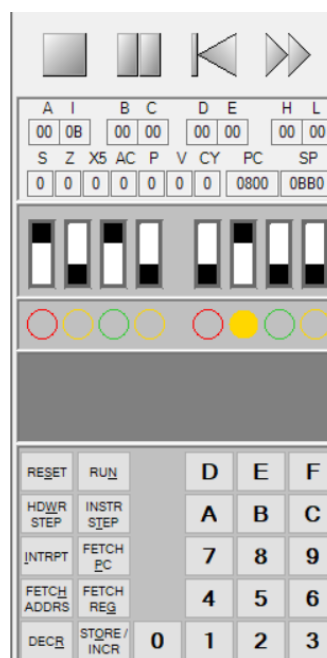 A I B C D E H L
00 0B 00 00 00 00 00 00
S Z X5 AC P V CY PC SP
0 0 0 0 0 0 0 0800 0BB0
RESET RUN D E F
HDWR STEP INSTR STEP A B C
INTRPT FETCH PC 7 8 9
FETCH ADDRS FETCH REG 4 5 6
DECR STORE / INCR 0 1 2 3